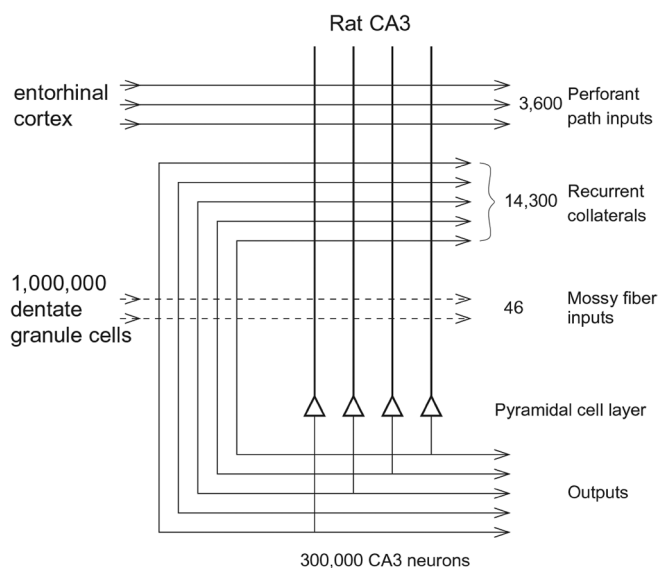 Rat CA3
entorhinal
cortex
3,600
Perforant
path inputs
14,300
Recurrent
collaterals
1,000,000
dentate
granule cells
46
Mossy fiber
inputs
Pyramidal cell layer
Outputs
300,000 CA3 neurons